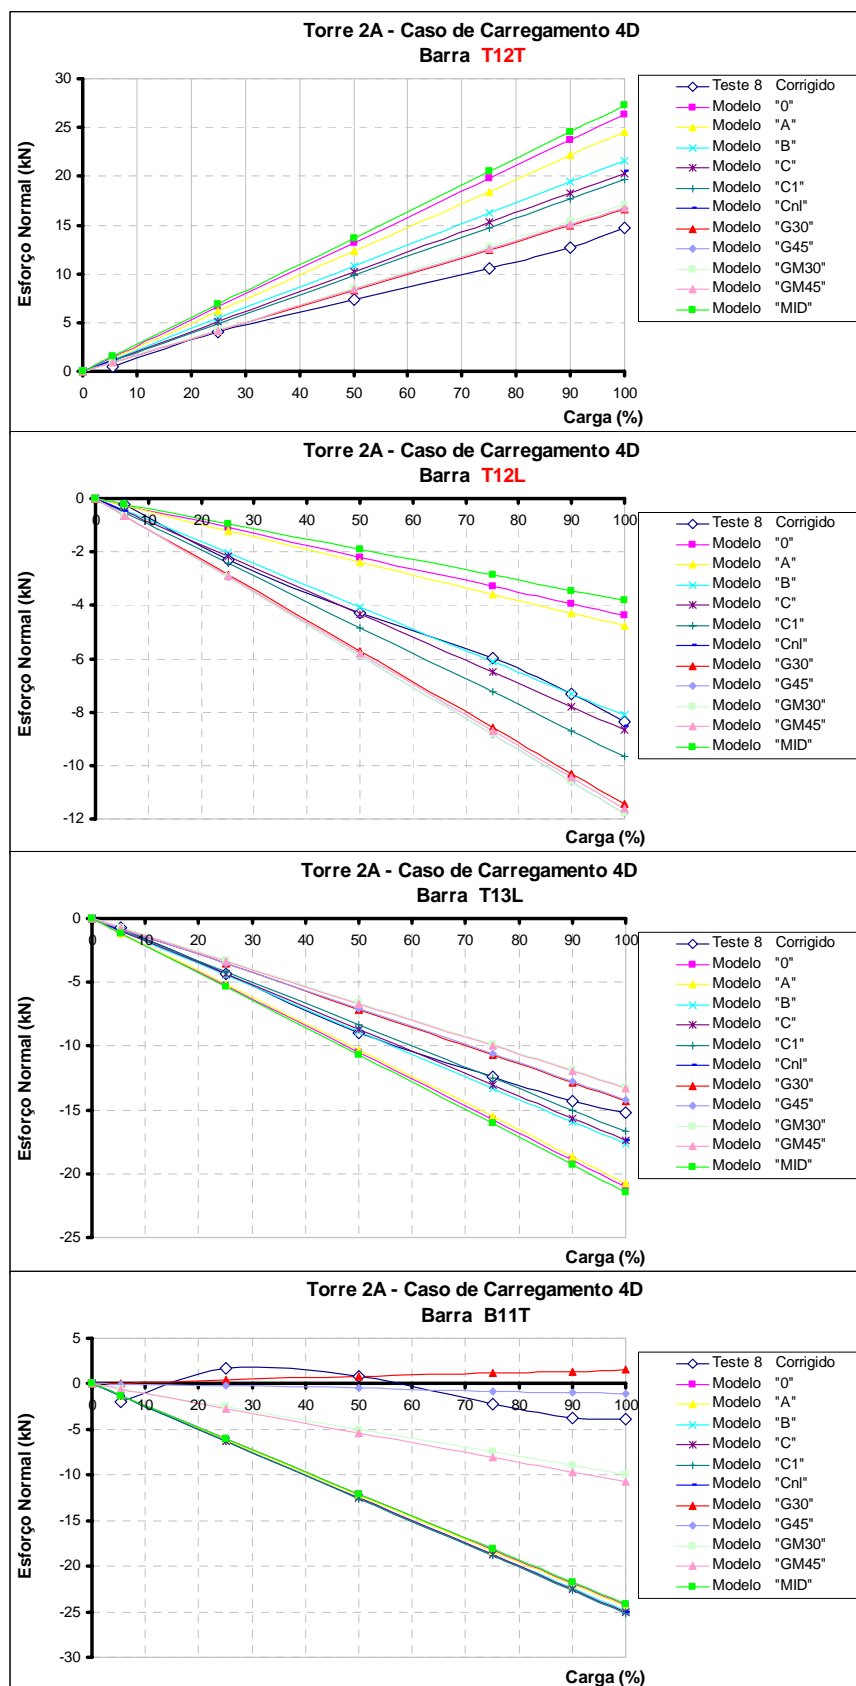 Torre 2A - Caso de Carregamento 4D
Barra T12T
Esforço Normal (kN)
30
25
20
15
10
5
0
0 10 20 30 40 50 60 70 80 90 100
Carga (%)
Teste 8 Corrigido
Modelo "0"
Modelo "A"
Modelo "B"
Modelo "C"
Modelo "C1"
Modelo "Cnl"
Modelo "G30"
Modelo "G45"
Modelo "GM30"
Modelo "GM45"
Modelo "MID"
Torre 2A - Caso de Carregamento 4D
Barra T12L
Esforço Normal (kN)
0
-2
-4
-6
-8
-10
-12
0 10 20 30 40 50 60 70 80 90 100
Carga (%)
Teste 8 Corrigido
Modelo "0"
Modelo "A"
Modelo "B"
Modelo "C"
Modelo "C1"
Modelo "Cnl"
Modelo "G30"
Modelo "G45"
Modelo "GM30"
Modelo "GM45"
Modelo "MID"
Torre 2A - Caso de Carregamento 4D
Barra T13L
Esforço Normal (kN)
0
-5
-10
-15
-20
-25
0 10 20 30 40 50 60 70 80 90 100
Carga (%)
Teste 8 Corrigido
Modelo "0"
Modelo "A"
Modelo "B"
Modelo "C"
Modelo "C1"
Modelo "Cnl"
Modelo "G30"
Modelo "G45"
Modelo "GM30"
Modelo "GM45"
Modelo "MID"
Torre 2A - Caso de Carregamento 4D
Barra B11T
Esforço Normal (kN)
5
0
-5
-10
-15
-20
-25
-30
0 10 20 30 40 50 60 70 80 90 100
Carga (%)
Teste 8 Corrigido
Modelo "0"
Modelo "A"
Modelo "B"
Modelo "C"
Modelo "C1"
Modelo "Cnl"
Modelo "G30"
Modelo "G45"
Modelo "GM30"
Modelo "GM45"
Modelo "MID"